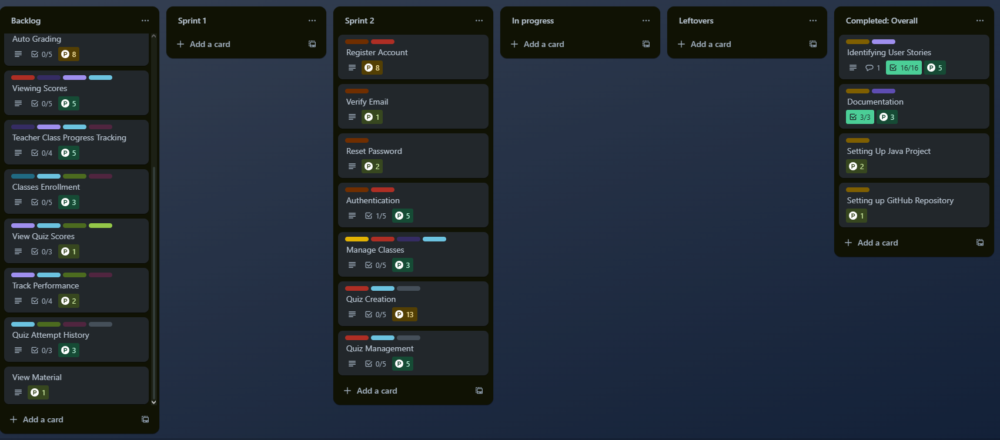 Backlog
Auto Grading
0/5 P 8
Viewing Scores
0/5 P 5
Teacher Class Progress Tracking
0/4 P 5
Classes Enrollment
0/5 P 3
View Quiz Scores
0/3 P 1
Track Performance
0/4 P 2
Quiz Attempt History
0/3 P 3
View Material
P 1
Add a card
Sprint 1
Add a card
Sprint 2
Register Account
P 8
Verify Email
P 1
Reset Password
P 2
Authentication
1/5 P 5
Manage Classes
0/5 P 3
Quiz Creation
0/5 P 13
Quiz Management
0/5 P 5
Add a card
In progress
Add a card
Leftovers
Add a card
Completed: Overall
Identifying User Stories
1 16/16 P 5
Documentation
3/3 P 3
Setting Up Java Project
P 2
Setting up GitHub Repository
P 1
Add a card